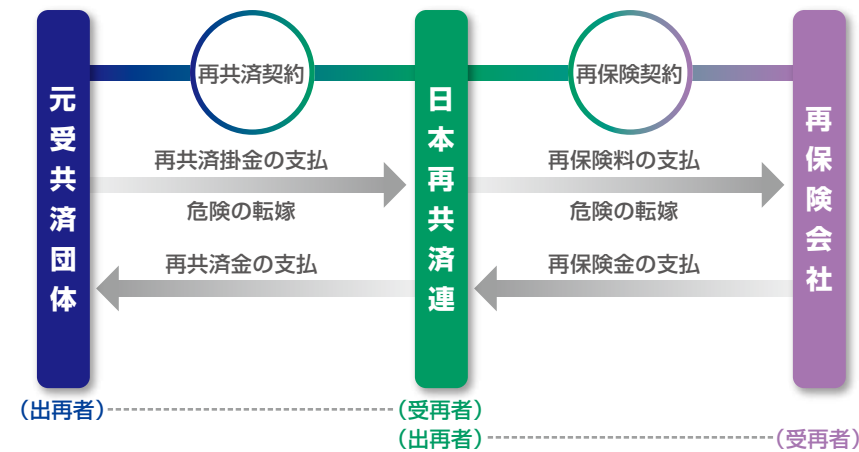 再共済契約
再保険契約
元受共済団体
日本再共済連
再保険会社
再共済掛金の支払
再保険料の支払
危険の転嫁
危険の転嫁
再共済金の支払
再保険金の支払
（出再者）
（受再者）
（出再者）
（受再者）